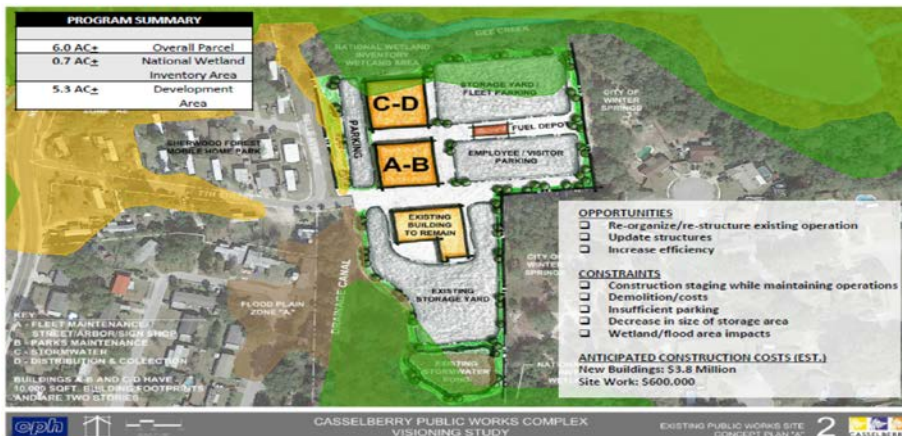 PROGRAM SUMMARY
6.0 AC± Overall Parcel
0.7 AC± National Wetland
Inventory Area
5.3 AC± Development
Area
NATIONAL WETLAND
INVENTORY
WETLAND AREA
GEE CREEK
C-D
STORAGE YARD /
FLEET PARKING
CITY OF
WINTER
SPRINGS
PARKING
FUEL DEPOT
SHERWOOD FOREST
MOBILE HOME PARK
A-B
EMPLOYEE / VISITOR
PARKING
7TH
EXISTING
BUILDING
TO REMAIN
EXISTING
STORAGE YARD
CITY OF
WINTER
SPRINGS
DRAINAGE CANAL
FLOOD PLAIN
ZONE "A"
EXISTING
STORMWATER
POND
OPPORTUNITIES
Re-organize/re-structure existing operation
Update structures
Increase efficiency
CONSTRAINTS
Construction staging while maintaining operations
Demolition/costs
Insufficient parking
Decrease in size of storage area
Wetland/flood area impacts
ANTICIPATED CONSTRUCTION COSTS (EST.)
New Buildings: $3.8 Million
Site Work: $600.000
KEY
A - FLEET MAINTENANCE /
STREET/ARBOR/SIGN SHOP
B - PARKS MAINTENANCE
C - STORMWATER
D - DISTRIBUTION & COLLECTION
BUILDINGS A-B AND C-D HAVE
10,000 SQFT. BUILDING FOOTPRINTS
AND ARE TWO STORIES
cph
CASSELBERRY PUBLIC WORKS COMPLEX
VISIONING STUDY
EXISTING PUBLIC WORKS SITE
CONCEPT PLAN "A"
2
CASSELBERRY